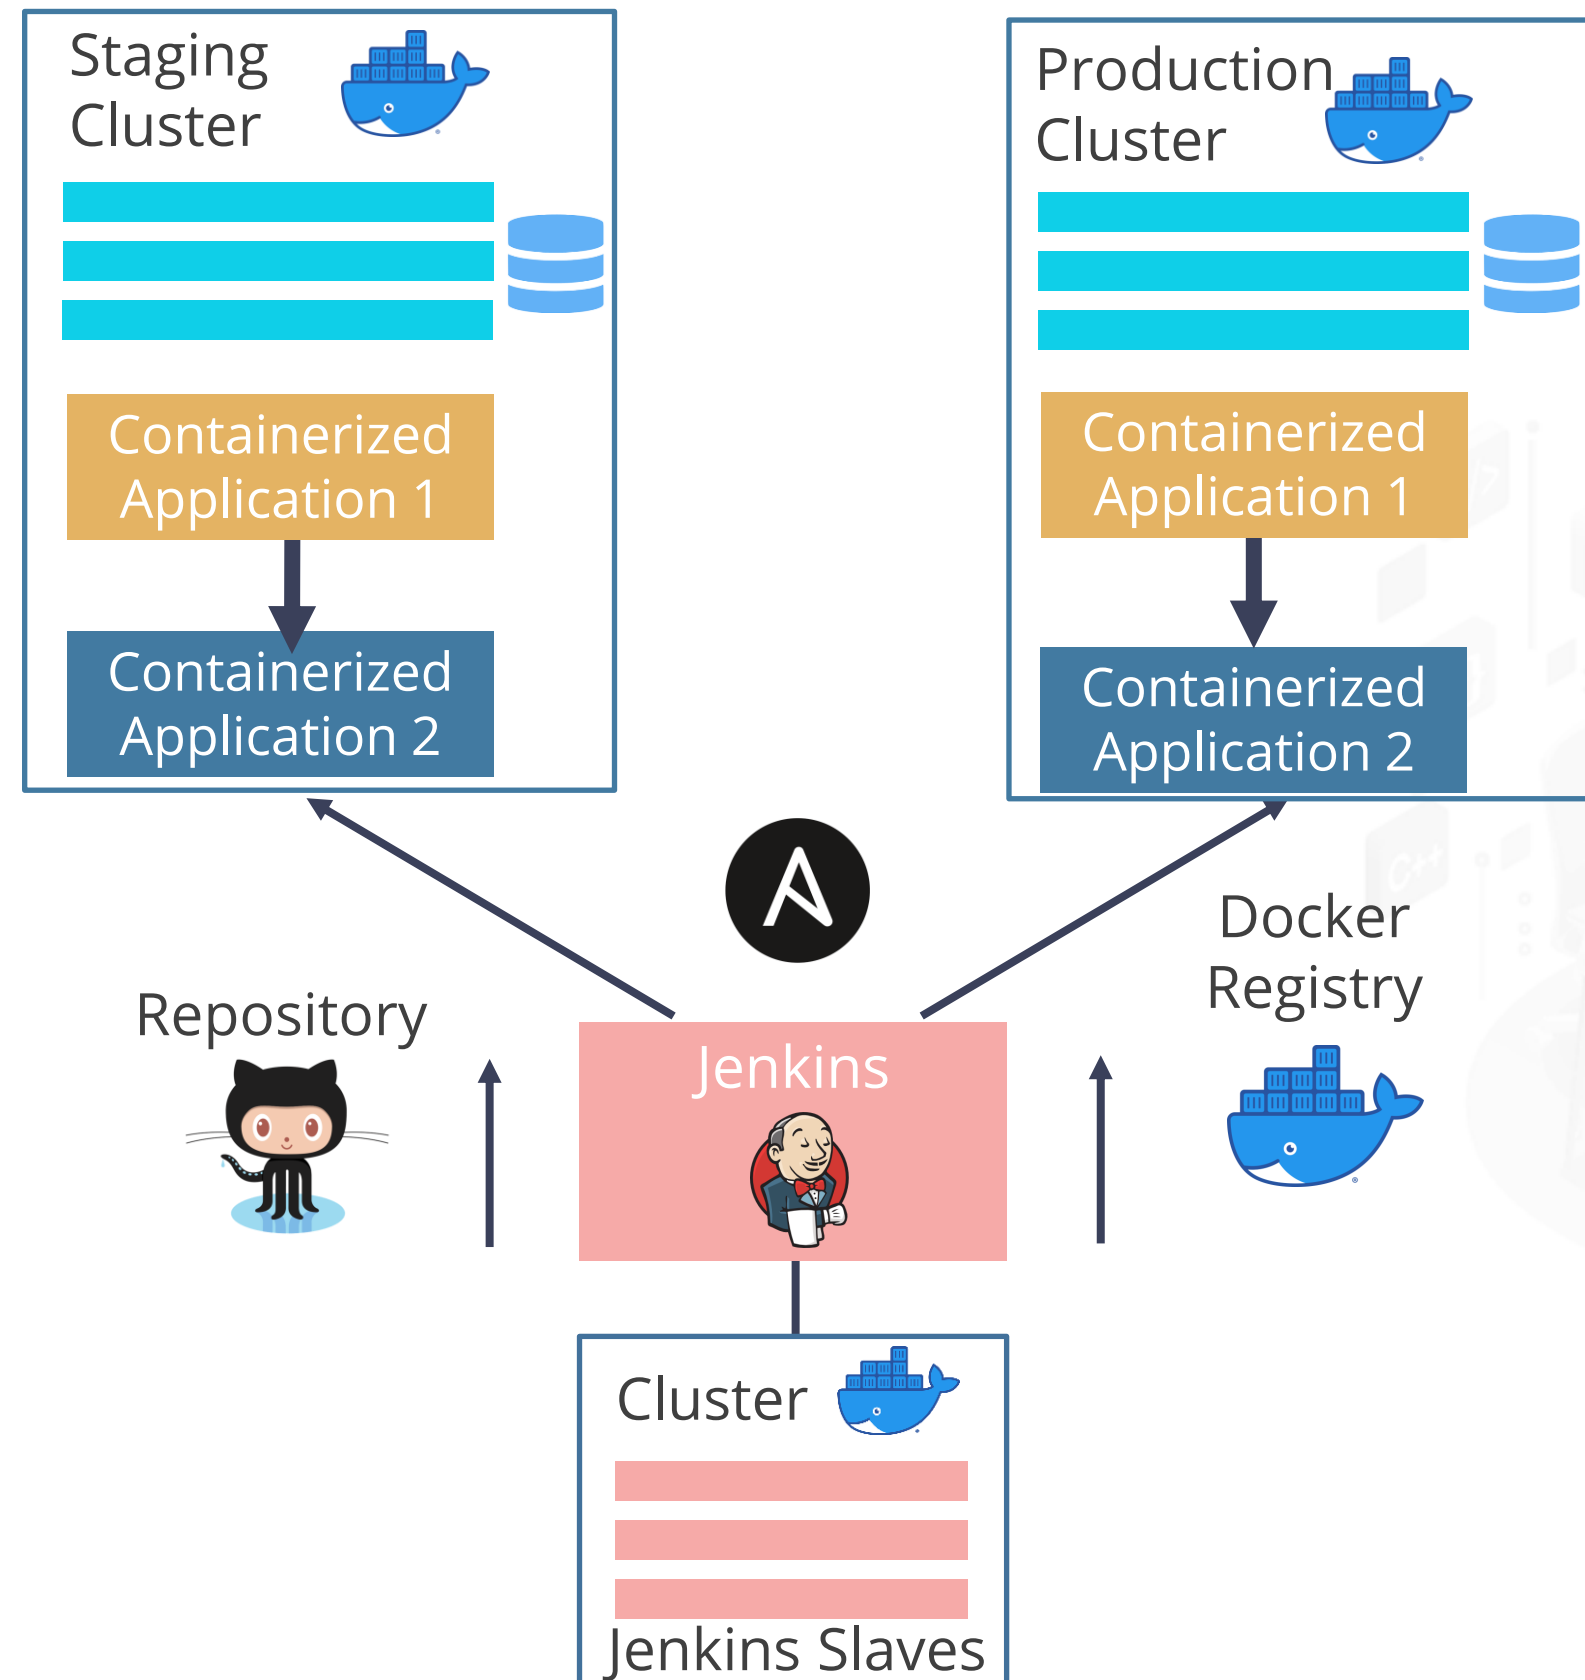 Staging
Cluster
Production
Cluster
Containerized
Application 1
Containerized
Application 1
Containerized
Application 2
Containerized
Application 2
C++
Docker
Registry
Repository
Jenkins
Cluster
Jenkins Slaves